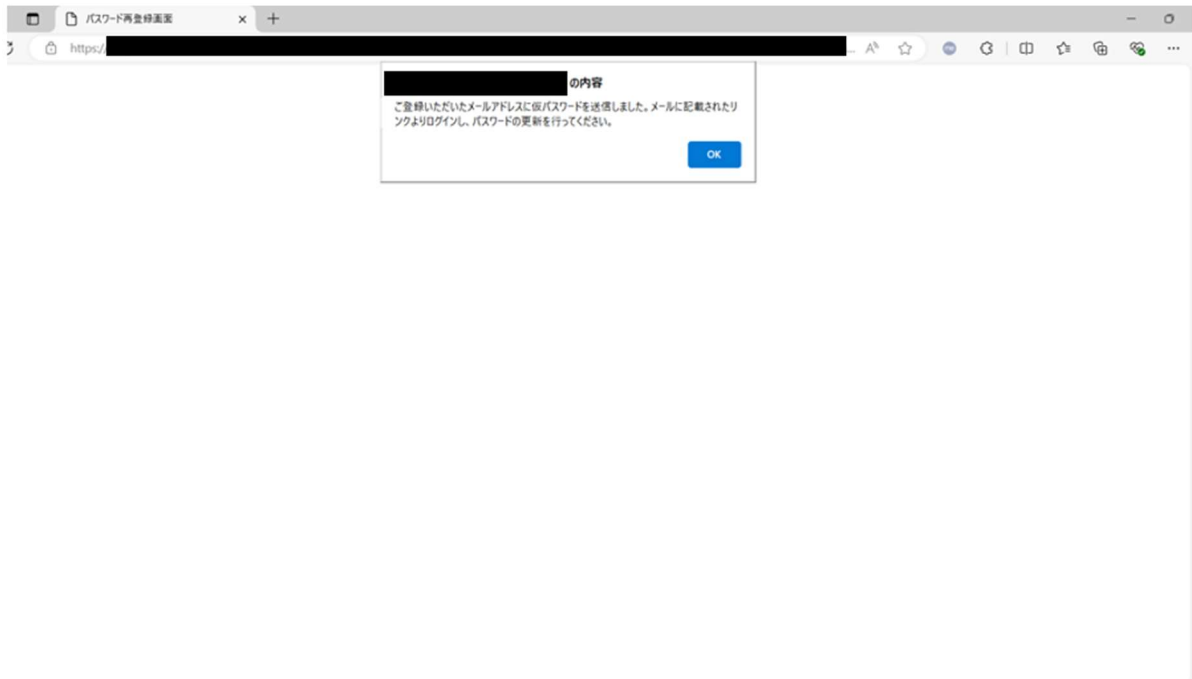 パスワード再登録画面
https:/
の内容
ご登録いただいたメールアドレスに仮パスワードを送信しました。メールに記載されたリ
ンクよりログインし、パスワードの更新を行ってください。
OK